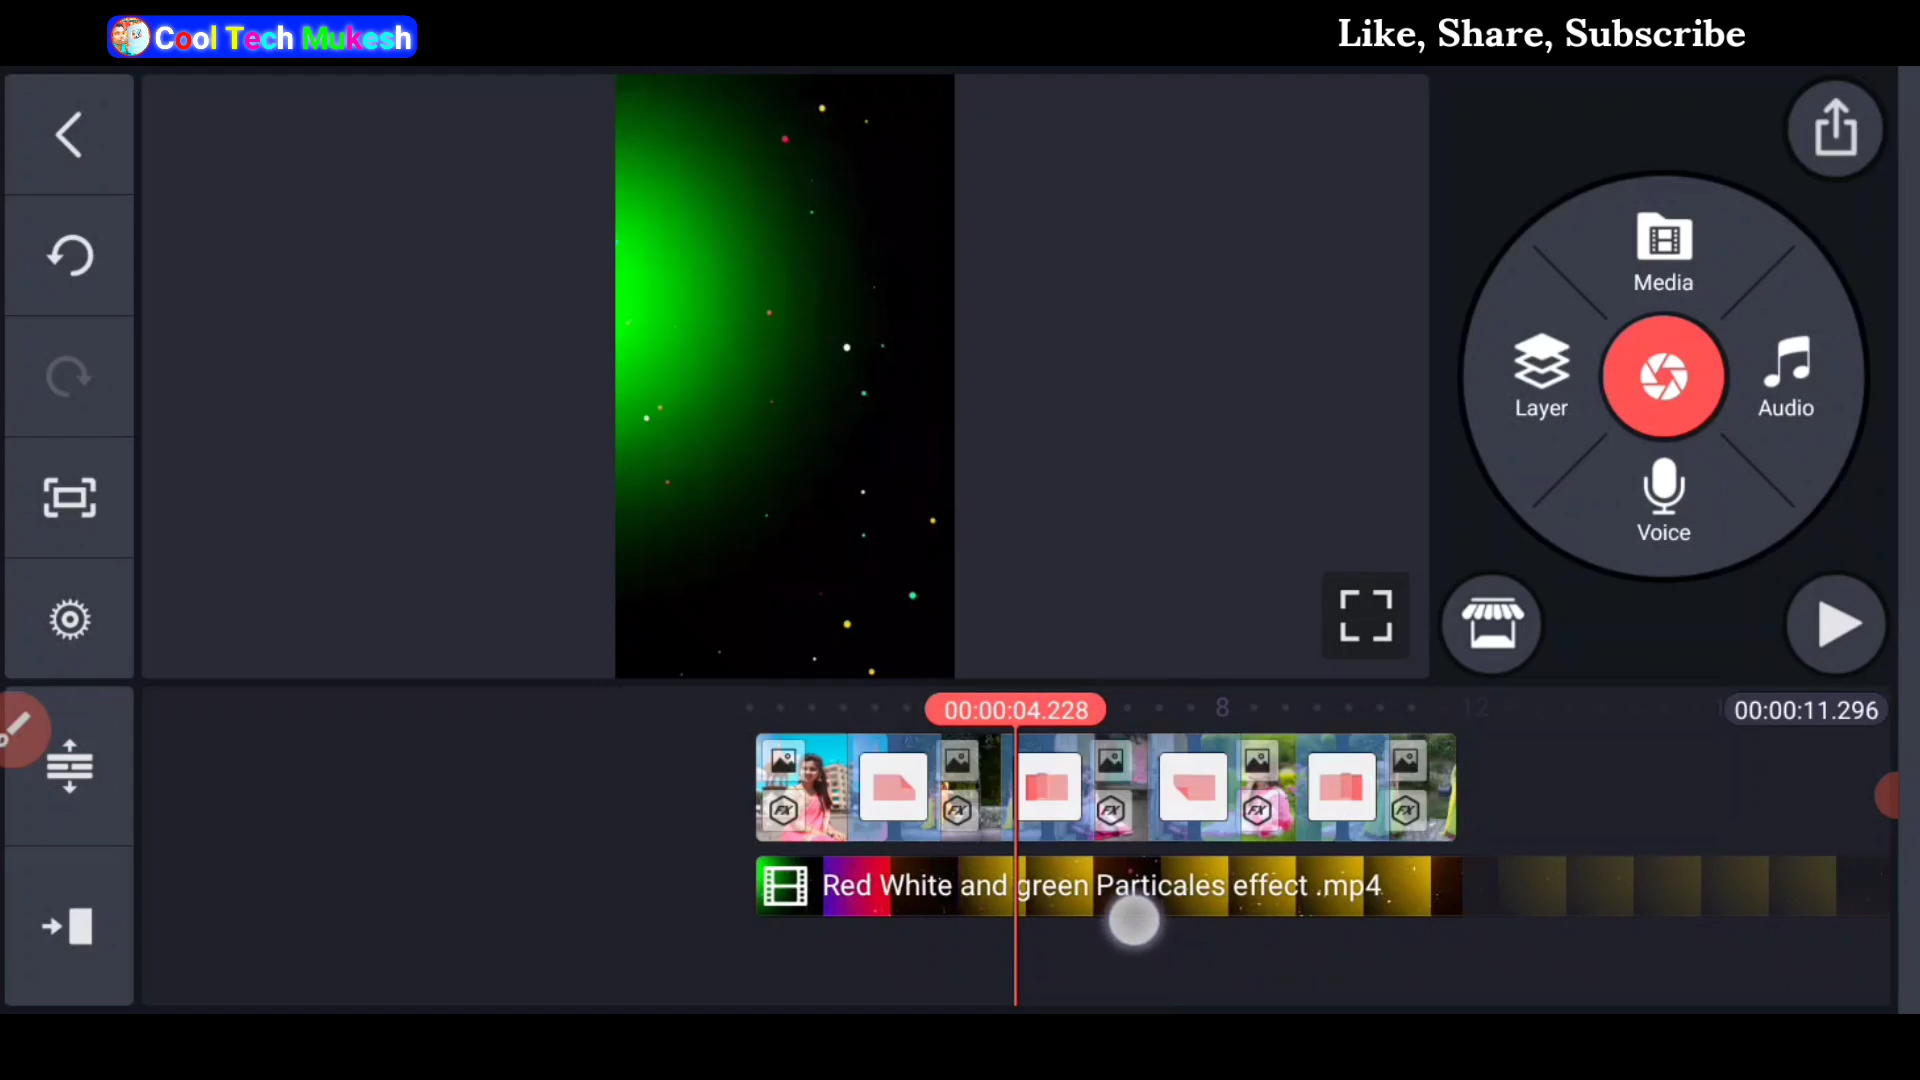 Cool Tech Mukesh
Like, Share, Subscribe
Media
Layer
Audio
Voice
00:00:04.228
8
12
00:00:11.296
Red White and green Particales effect .mp4